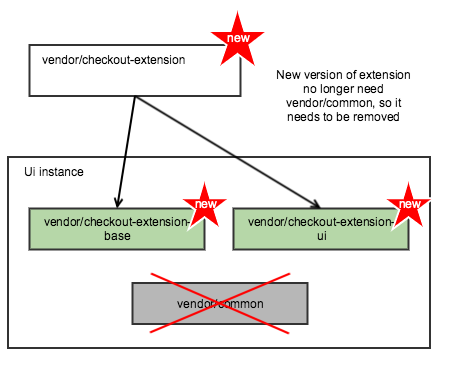 new
vendor/checkout-extension
New version of extension
no longer need
vendor/common, so it
needs to be removed
Ui instance
new
new
vendor/checkout-extension-
base
vendor/checkout-extension-
ui
vendor/common